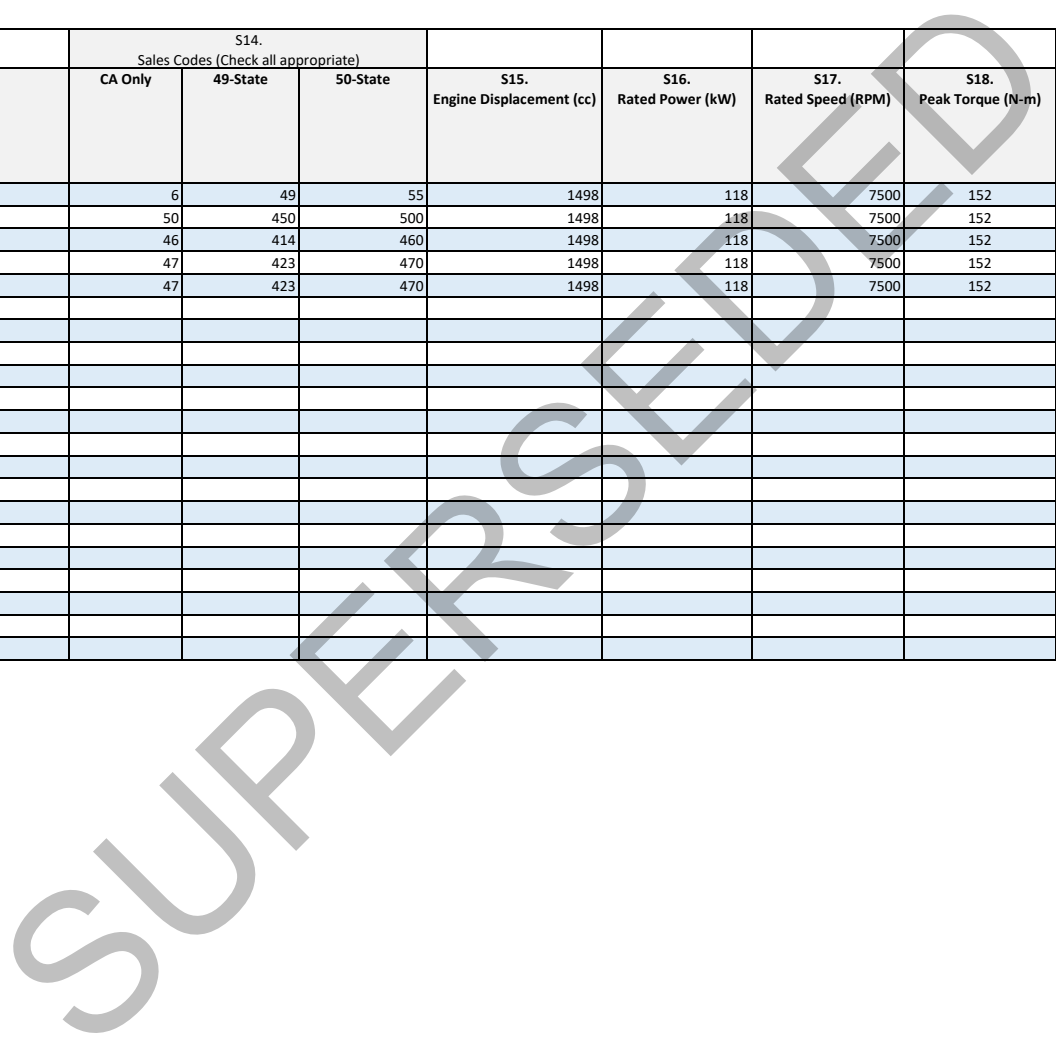 S14.
Sales Codes (Check all appropriate)
CA Only 49-State 50-State S15. S16. S17. S18.
Engine Displacement (cc) Rated Power (kW) Rated Speed (RPM) Peak Torque (N-m)
6 49 55 1498 118 7500 152
50 450 500 1498 118 7500 152
46 414 460 1498 118 7500 152
47 423 470 1498 118 7500 152
47 423 470 1498 118 7500 152
SUPERSEDED